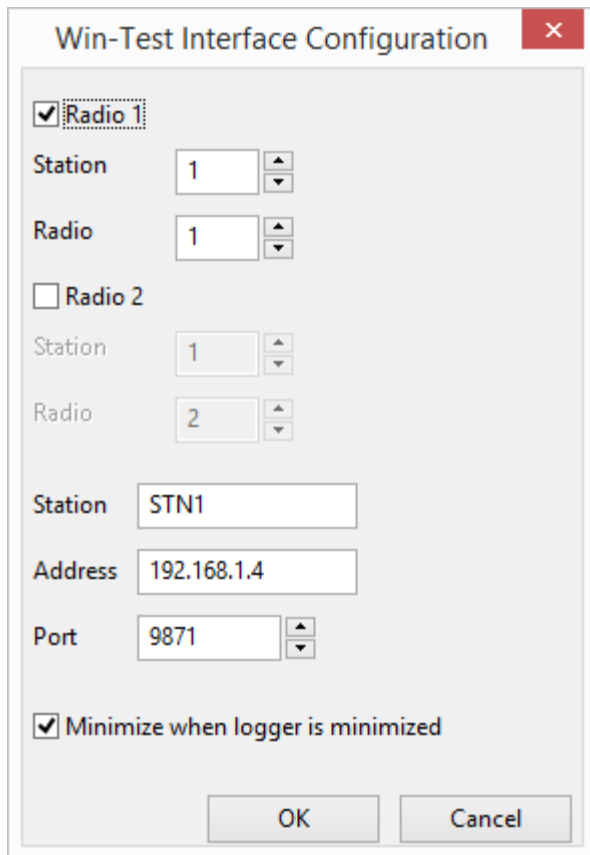 Win-Test Interface Configuration
Radio 1
Station 1
Radio 1
Radio 2
Station 1
Radio 2
Station STN1
Address 192.168.1.4
Port 9871
Minimize when logger is minimized
OK Cancel